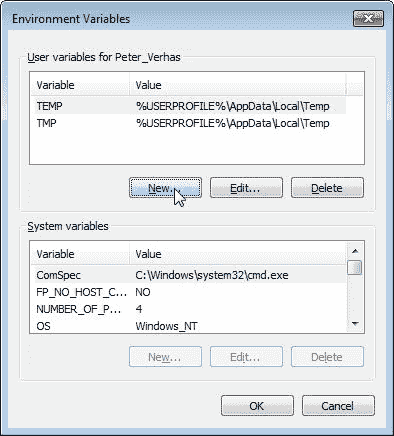 Environment Variables
User variables for Peter_Verhas
Variable Value
TEMP %USERPROFILE%\AppData\Local\Temp
TMP %USERPROFILE%\AppData\Local\Temp
New... Edit... Delete
System variables
Variable Value
ComSpec C:\Windows\system32\cmd.exe
FP_NO_HOST_C... NO
NUMBER_OF_P... 4
OS Windows_NT
New... Edit... Delete
OK Cancel